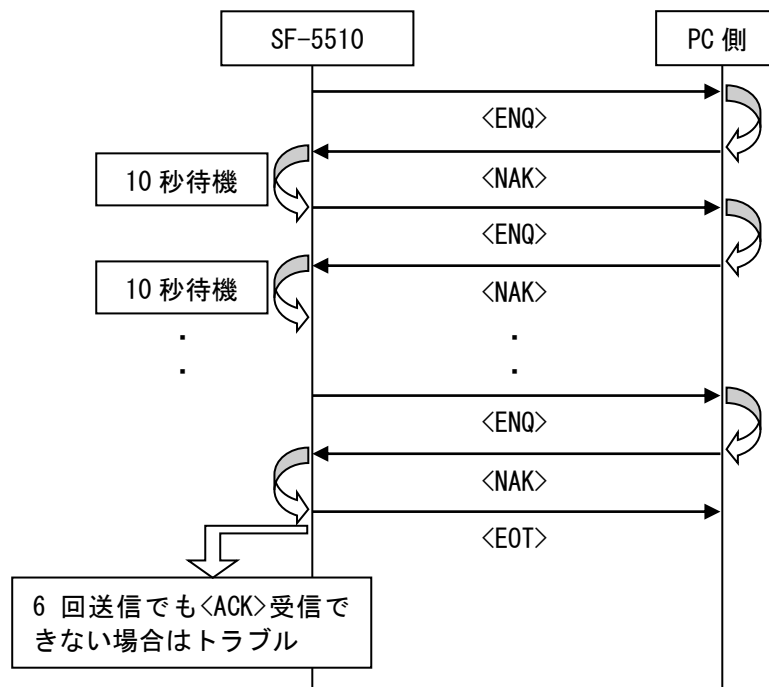 SF-5510
PC 側
<ENQ>
10 秒待機
<NAK>
<ENQ>
10 秒待機
<NAK>
・
・
・
・
<ENQ>
<NAK>
<EOT>
6 回送信でも<ACK>受信で
きない場合はトラブル